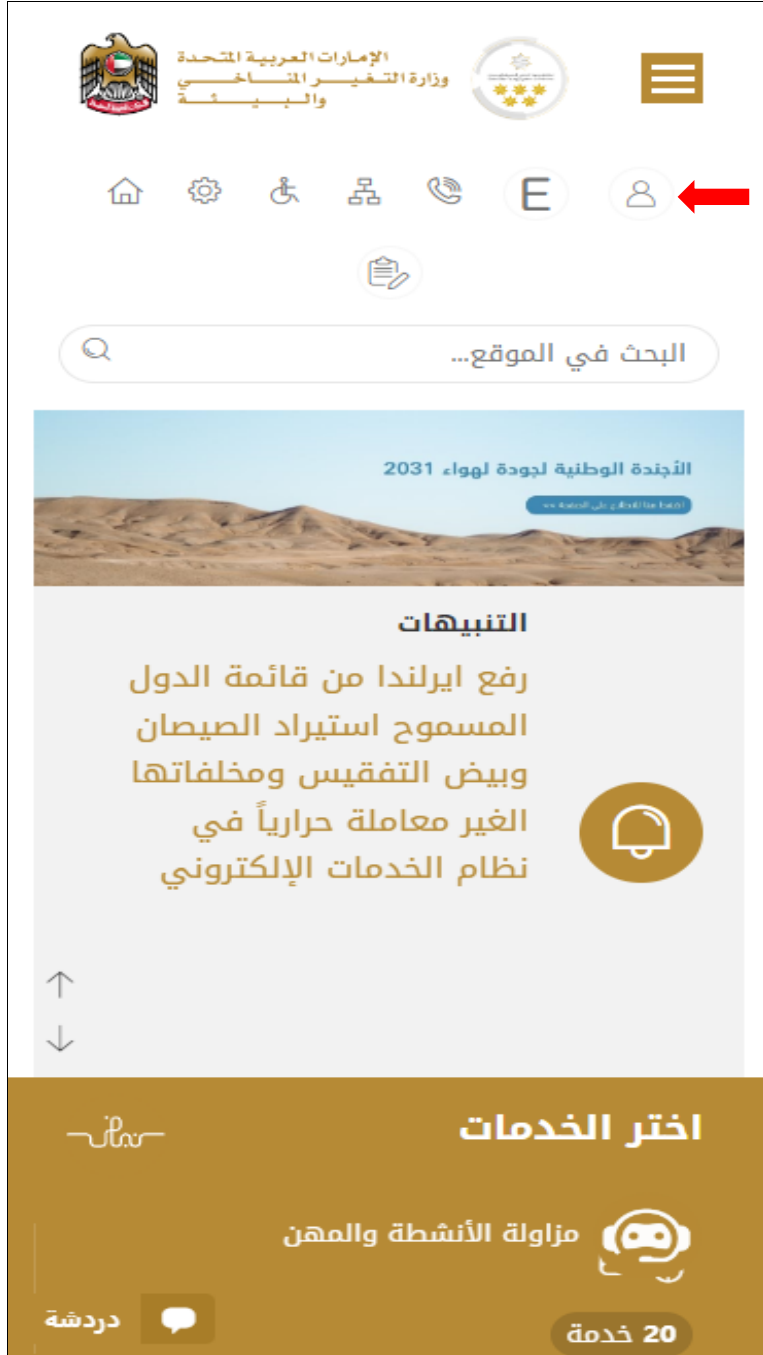 الإمارات العربية المتحدة
وزارة التغيير المناخي
والبيئة
E
البحث في الموقع...
الأجندة الوطنية لجودة لهواء 2031
التنبيهات
رفع ايرلندا من قائمة الدول
المسموح استيراد الصيصان
وبيض التفقيس ومخلفاتها
الغير معاملة حرارياً في
نظام الخدمات الإلكتروني
اختر الخدمات
مزاولة الأنشطة والمهن
20 خدمة
دردشة